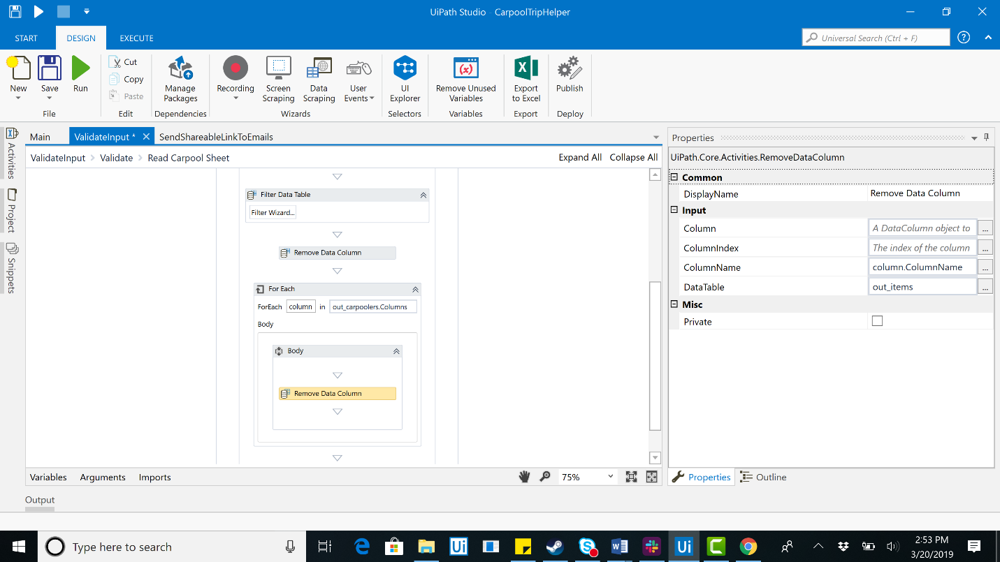 UiPath Studio - CarpoolTripHelper
START DESIGN EXECUTE
Universal Search (Ctrl + F)
?
New
Save
Run
File
Cut
Copy
Paste
Edit
Manage
Packages
Dependencies
Recording
Screen
Scraping
Data
Scraping
User
Events
Wizards
UI
Explorer
Selectors
Remove Unused
Variables
Variables
Export
to Excel
Export
Publish
Deploy
Activities
Project
Snippets
Main ValidateInput * SendShareableLinkToEmails
ValidateInput > Validate > Read Carpool Sheet
Expand All Collapse All
Filter Data Table
Filter Wizard...
Remove Data Column
For Each
ForEach column in out_carpoolers.Columns
Body
Body
Remove Data Column
Variables Arguments Imports
75%
Output
Properties
UiPath.Core.Activities.RemoveDataColumn
Common
DisplayName Remove Data Column
Input
Column A DataColumn object to ...
ColumnIndex The index of the column ...
ColumnName column.ColumnName ...
DataTable out_items ...
Misc
Private
Properties Outline
Type here to search
2:53 PM
3/20/2019